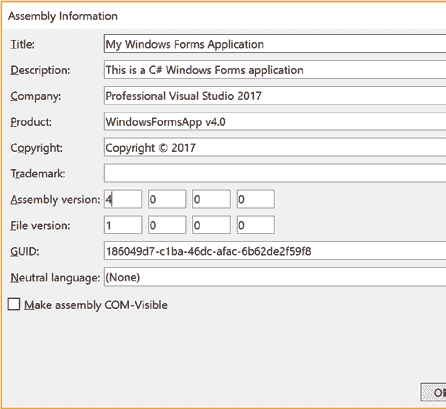 Assembly Information
Title: My Windows Forms Application
Description: This is a C# Windows Forms application
Company: Professional Visual Studio 2017
Product: WindowsFormsApp v4.0
Copyright: Copyright © 2017
Trademark:
Assembly version: 4 0 0 0
File version: 1 0 0 0
GUID: 186049d7-c1ba-46dc-afac-6b62de2f59f8
Neutral language: (None)
Make assembly COM-Visible